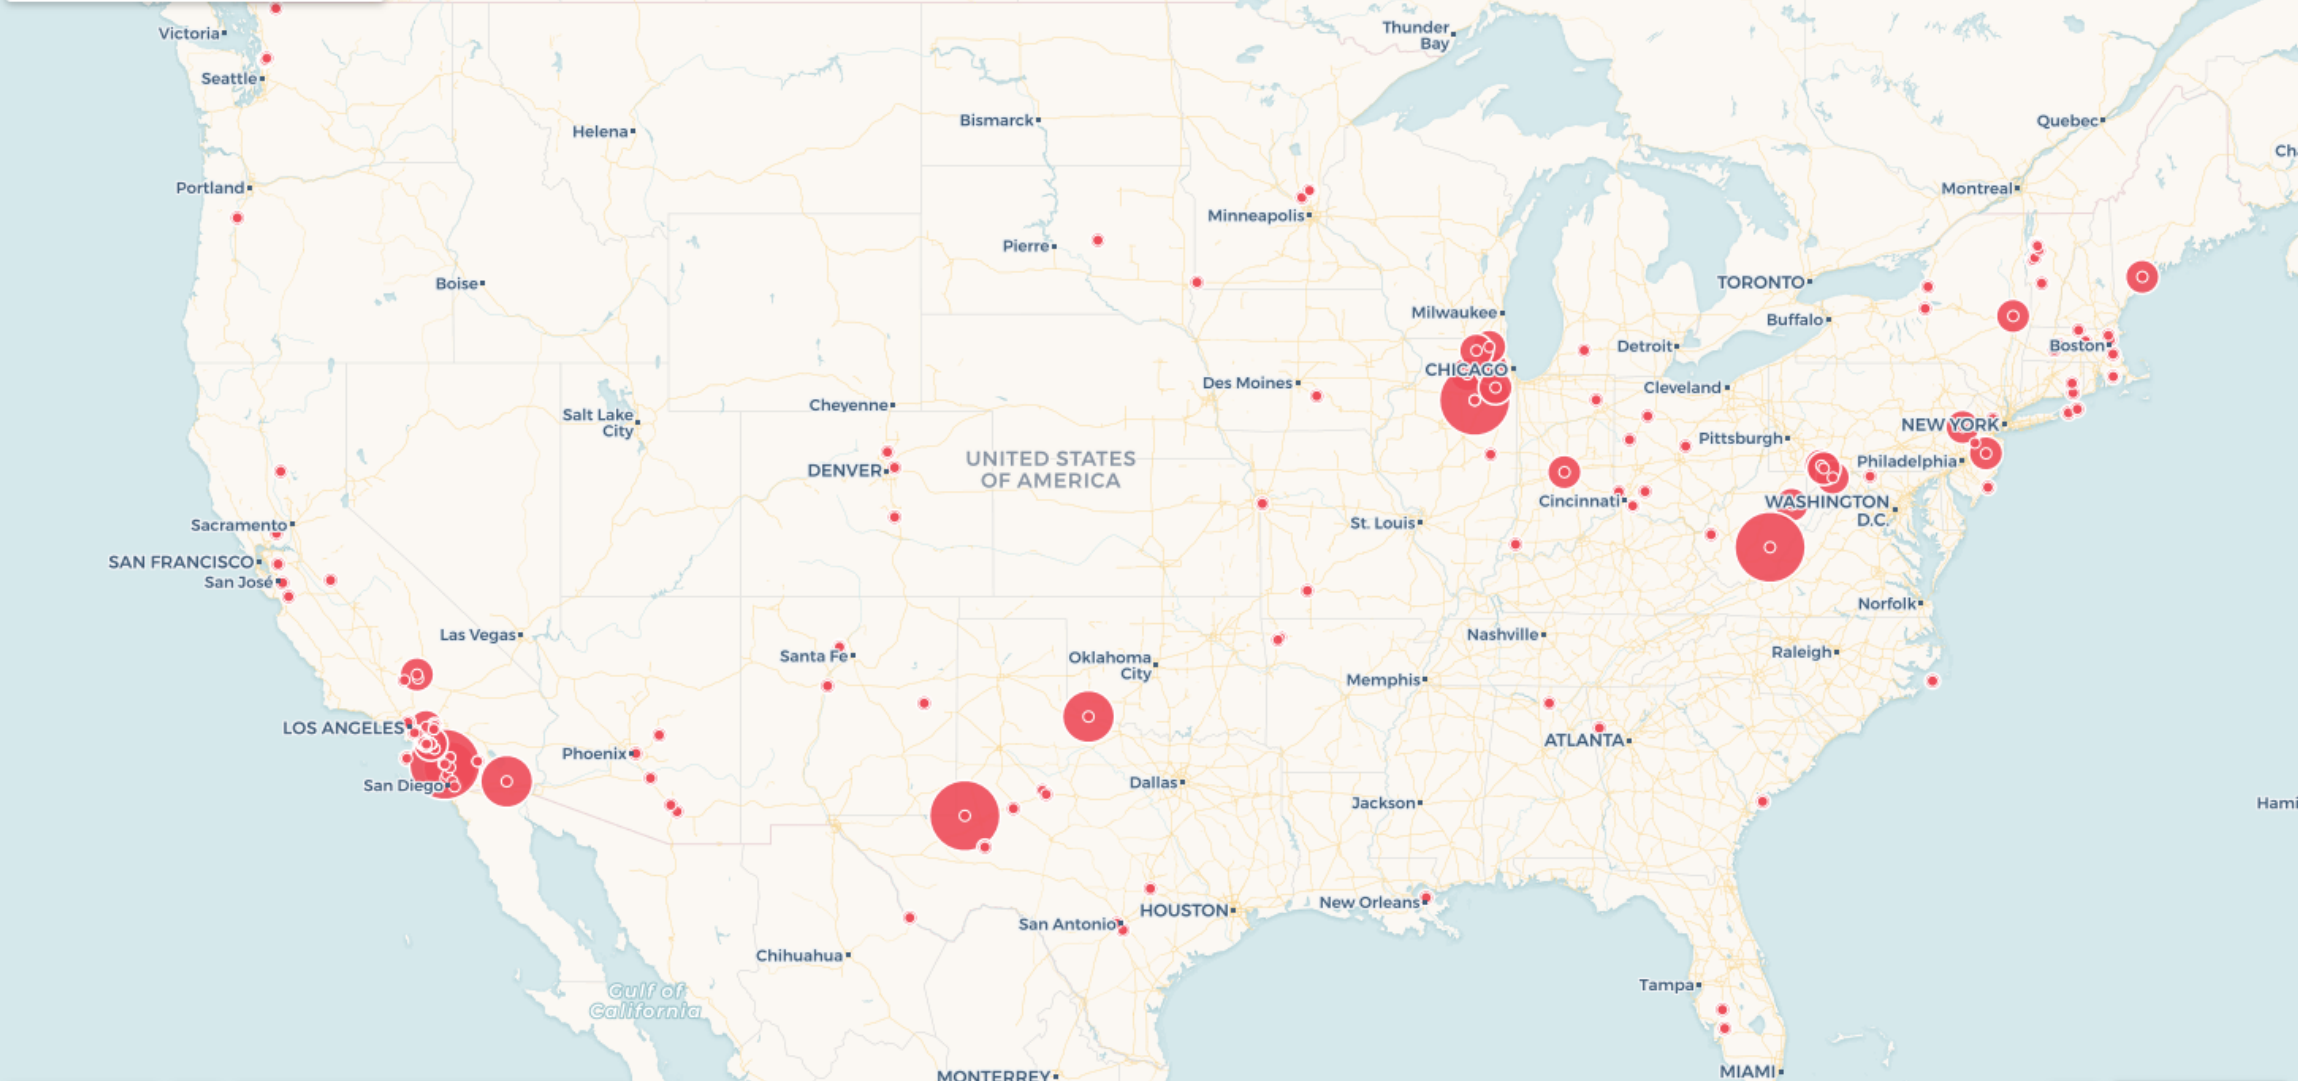 Victoria
Thunder
Bay
Seattle
Bismarck
Quebec
Helena
Ch
Portland
Montreal
Minneapolis
Pierre
Boise
TORONTO
Milwaukee
Buffalo
Detroit
Boston
CHICAGO
Des Moines
Cleveland
Cheyenne
Salt Lake
City
NEW YORK
Pittsburgh
UNITED STATES
OF AMERICA
DENVER
Philadelphia
Cincinnati
WASHINGTON
D.C.
Sacramento
St. Louis
SAN FRANCISCO
San José
Norfolk
Las Vegas
Nashville
Santa Fe
Oklahoma
City
Raleigh
Memphis
LOS ANGELES
Phoenix
ATLANTA
San Diego
Dallas
Jackson
Hami
New Orleans
HOUSTON
San Antonio
Chihuahua
Tampa
Gulf of
California
MIAMI
MONTERREY